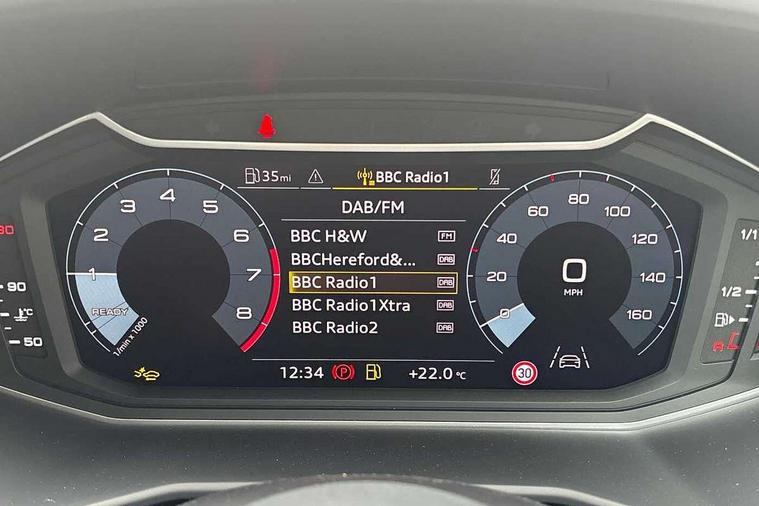 35mi
BBC Radio1
DAB/FM
BBC H&W FM
BBCHereford&... DAB
BBC Radio1 DAB
BBC Radio1Xtra DAB
BBC Radio2 DAB
12:34 P +22.0 °C
1 2 3 4 5 6 7 8
READY
1/min x 1000
0 20 40 60 80 100 120 140 160
0
MPH
30
90
°C
50
1/1
1/2